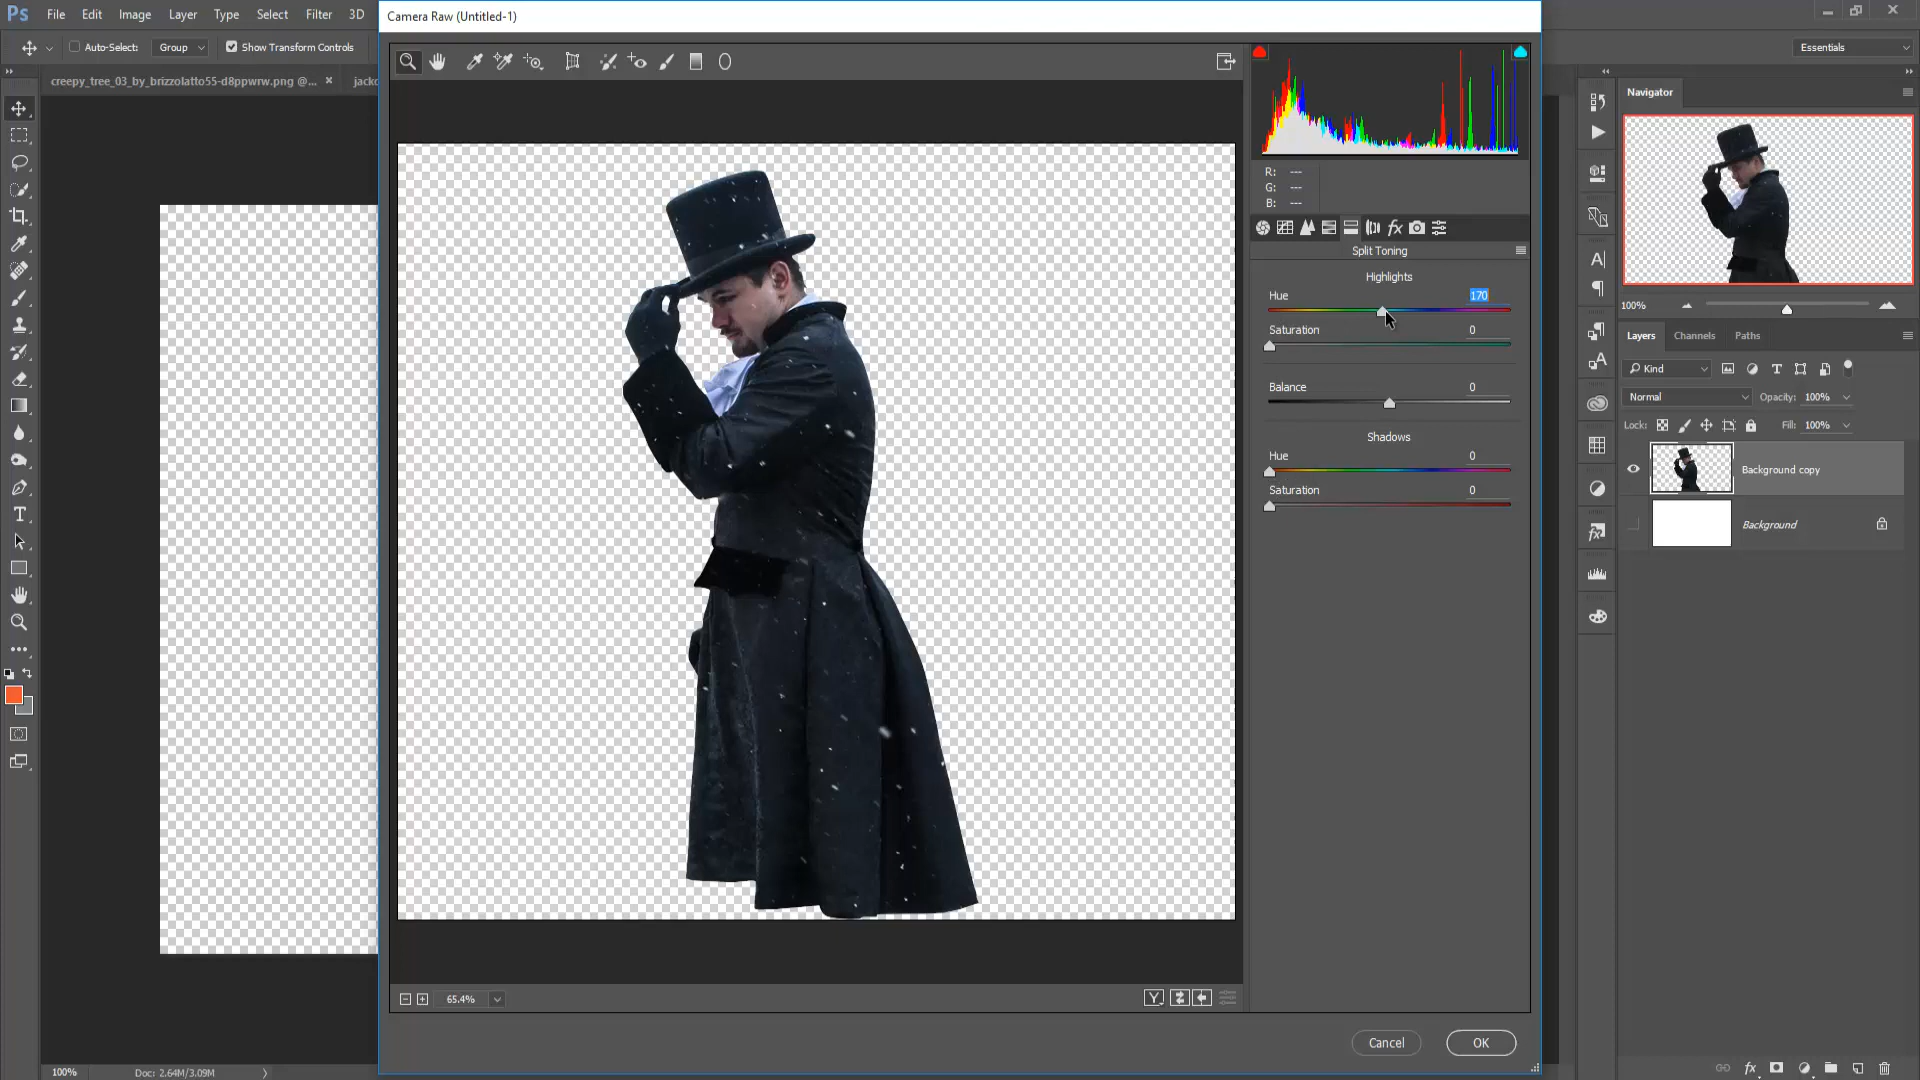 Ps File Edit Image Layer Type Select Filter 3D
Camera Raw (Untitled-1)
Auto-Select: Group Show Transform Controls
Essentials
creepy_tree_03_by_brizzolatto55-d8ppwrw.png @... × jackc
Navigator
R: ---
G: ---
B: ---
fx
Split Toning
Highlights
Hue 170
Saturation 0
Balance 0
Shadows
Hue 0
Saturation 0
100%
Layers Channels Paths
Kind
Normal Opacity: 100%
Lock: Fill: 100%
Background copy
Background
65.4%
Cancel OK
100% Doc: 2.64M/3.09M